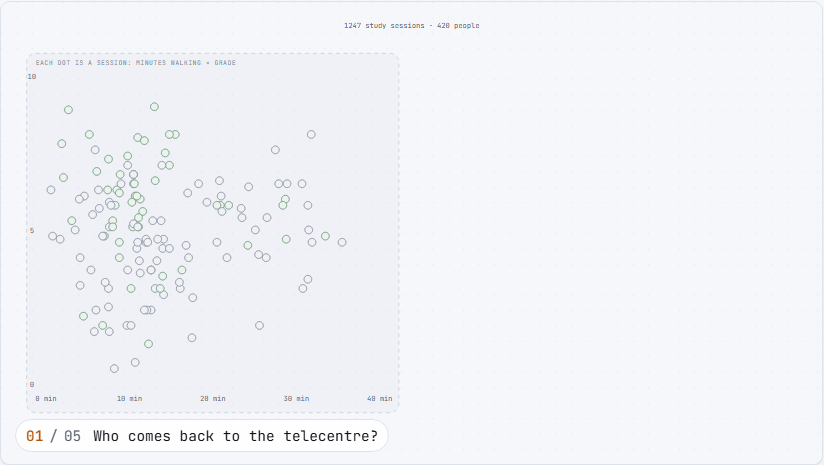 1247 study sessions · 420 people
EACH DOT IS A SESSION: MINUTES WALKING × GRADE
10
5
0
0 min 10 min 20 min 30 min 40 min
01 / 05 Who comes back to the telecentre?